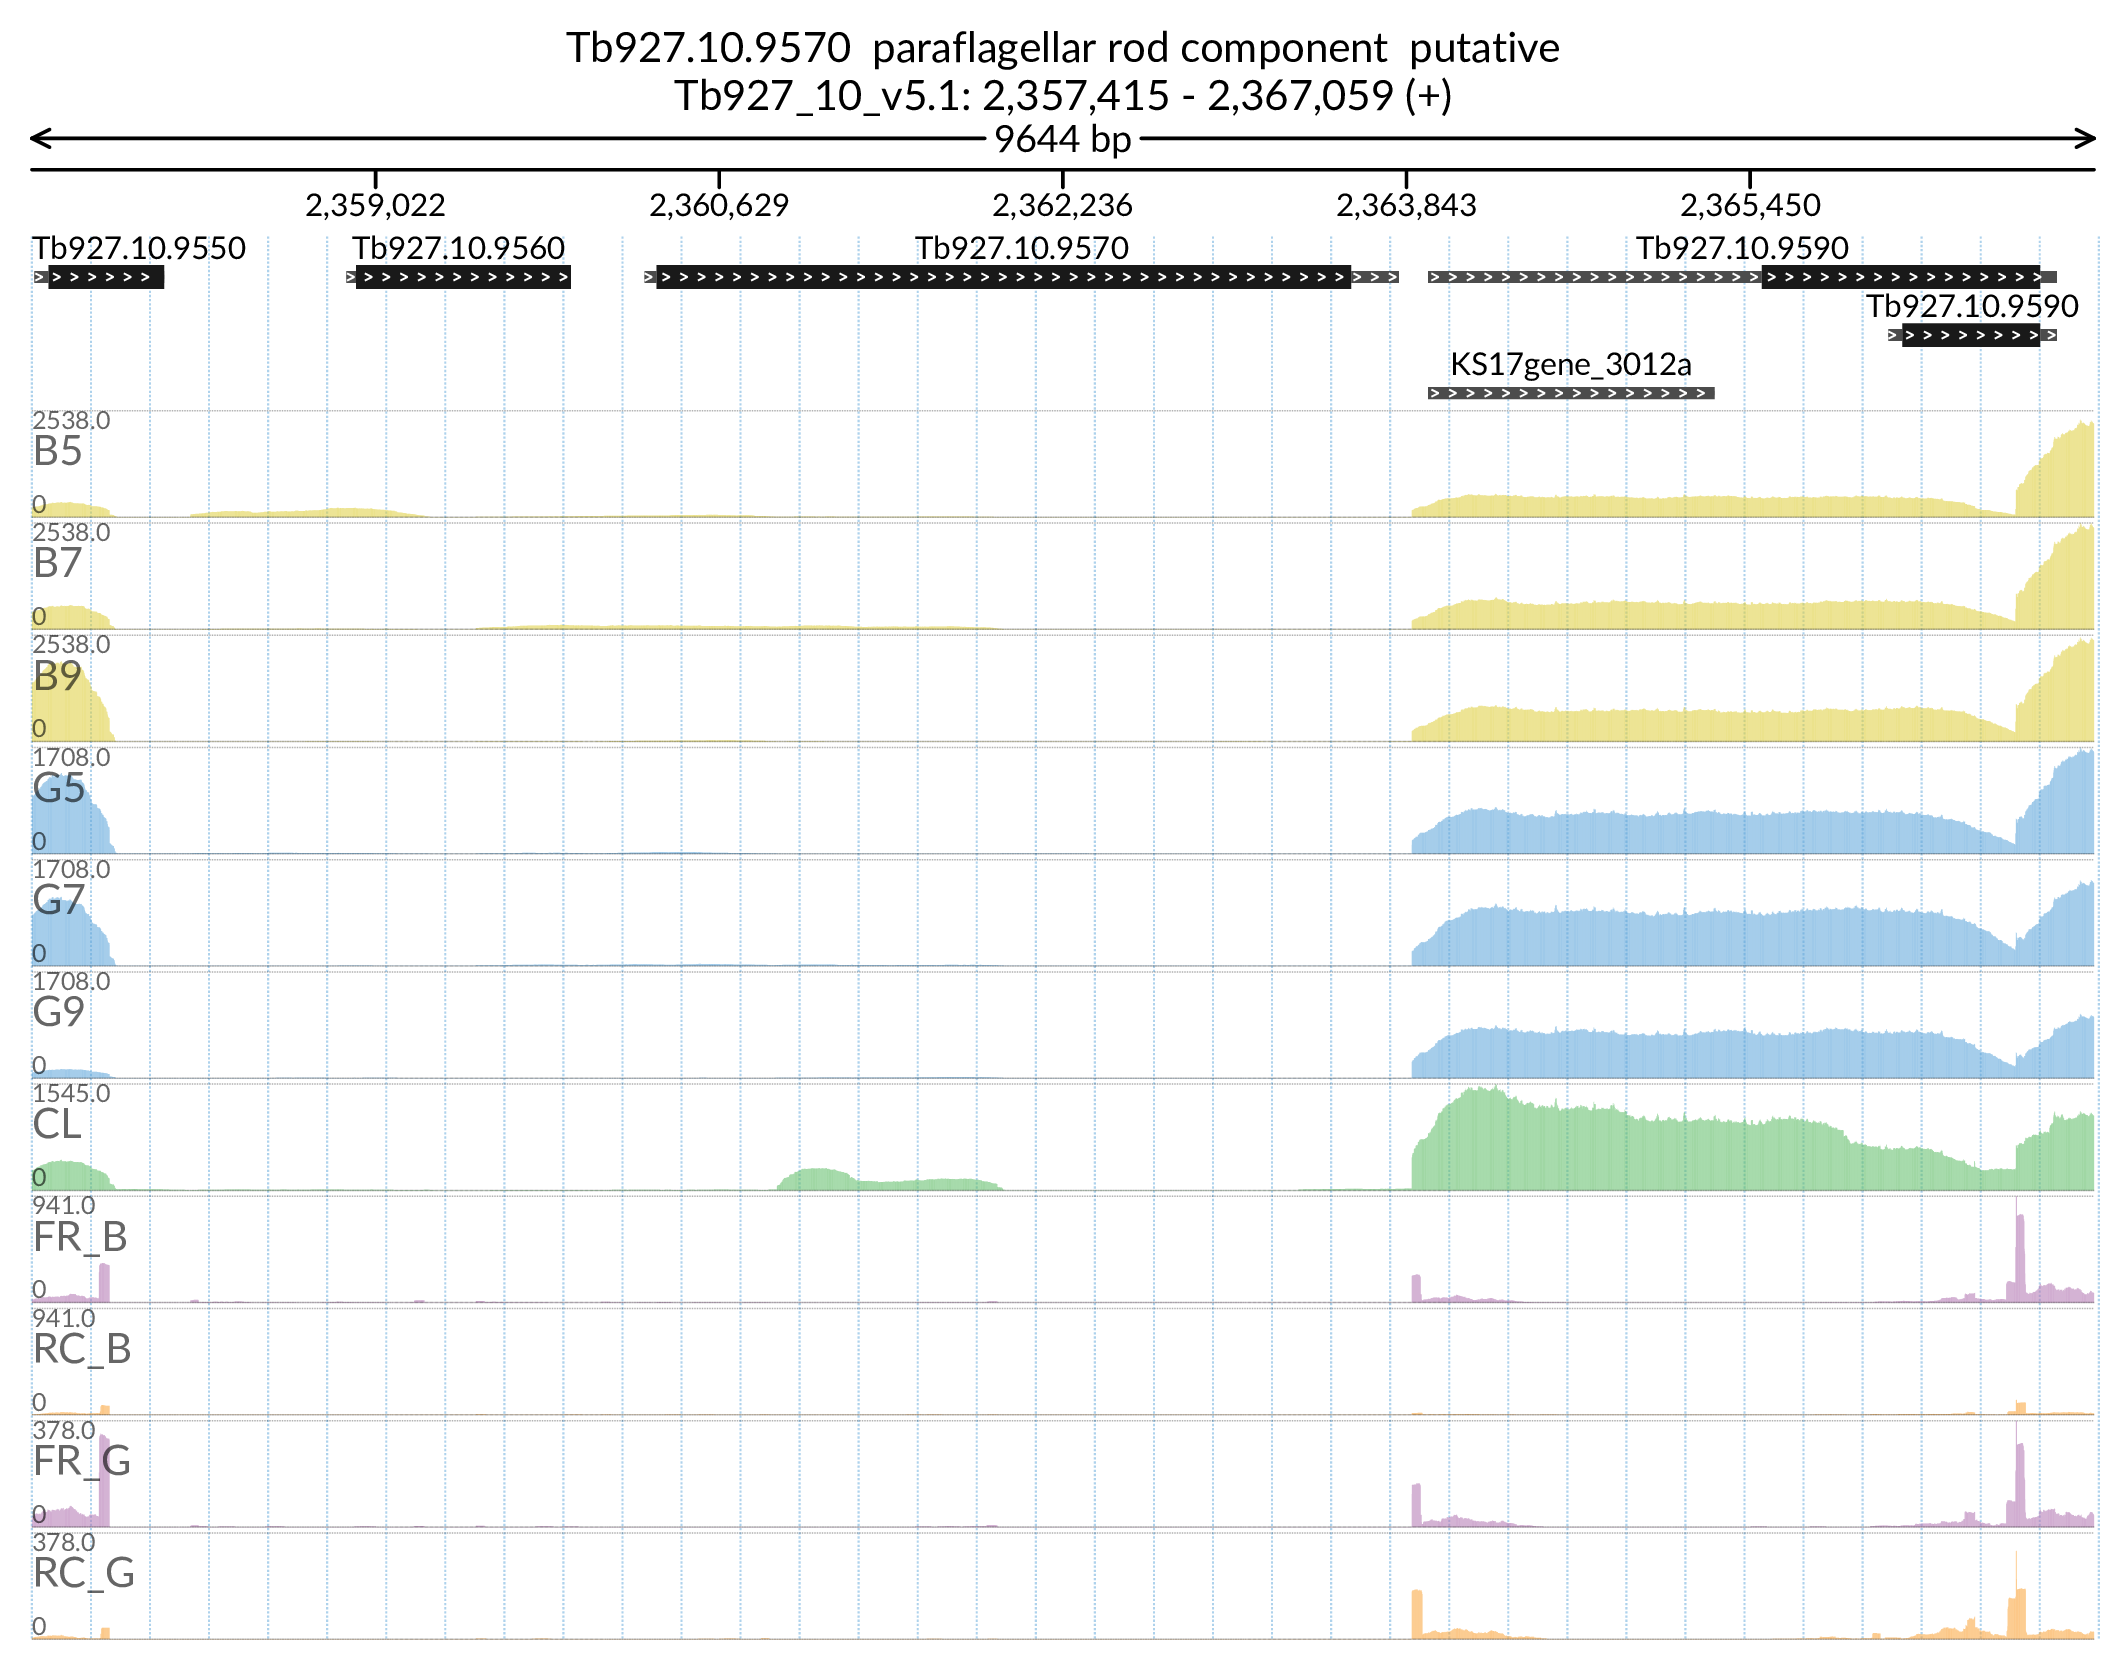 Tb927.10.9570  paraflagellar rod component  putative
Tb927_10_v5.1: 2,357,415 - 2,367,059 (+)
9644 bp
2,359,022 2,360,629 2,362,236 2,363,843 2,365,450
Tb927.10.9550 Tb927.10.9560 Tb927.10.9570 Tb927.10.9590
Tb927.10.9590
KS17gene_3012a
2538.0
B5
0
2538.0
B7
0
2538.0
B9
0
1708.0
G5
0
1708.0
G7
0
1708.0
G9
0
1545.0
CL
0
941.0
FR_B
0
941.0
RC_B
0
378.0
FR_G
0
378.0
RC_G
0